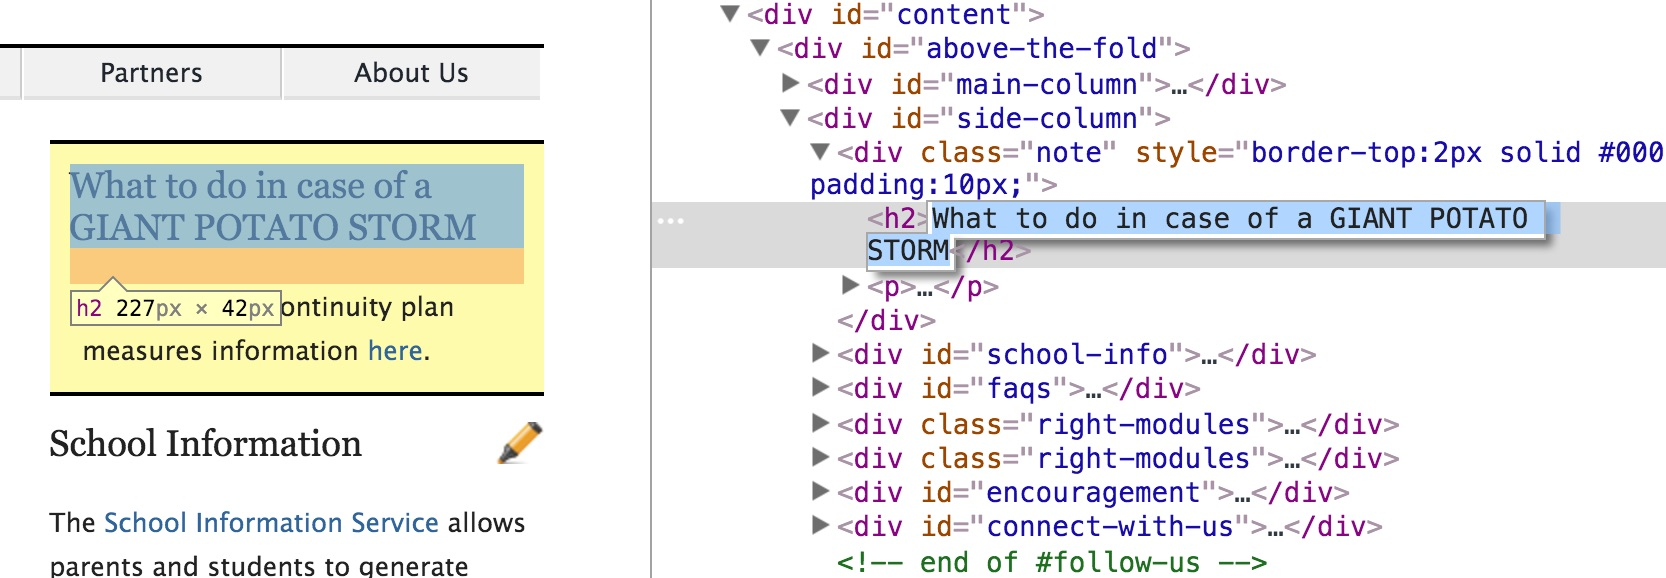 Partners
About Us
What to do in case of a
GIANT POTATO STORM
h2 227px × 42px
ontinuity plan
measures information here.
School Information
The School Information Service allows
parents and students to generate
<div id="content">
<div id="above-the-fold">
<div id="main-column">…</div>
<div id="side-column">
<div class="note" style="border-top:2px solid #000
padding:10px;">
<h2>What to do in case of a GIANT POTATO
STORM</h2>
<p>…</p>
</div>
<div id="school-info">…</div>
<div id="faqs">…</div>
<div class="right-modules">…</div>
<div class="right-modules">…</div>
<div id="encouragement">…</div>
<div id="connect-with-us">…</div>
<!-- end of #follow-us -->